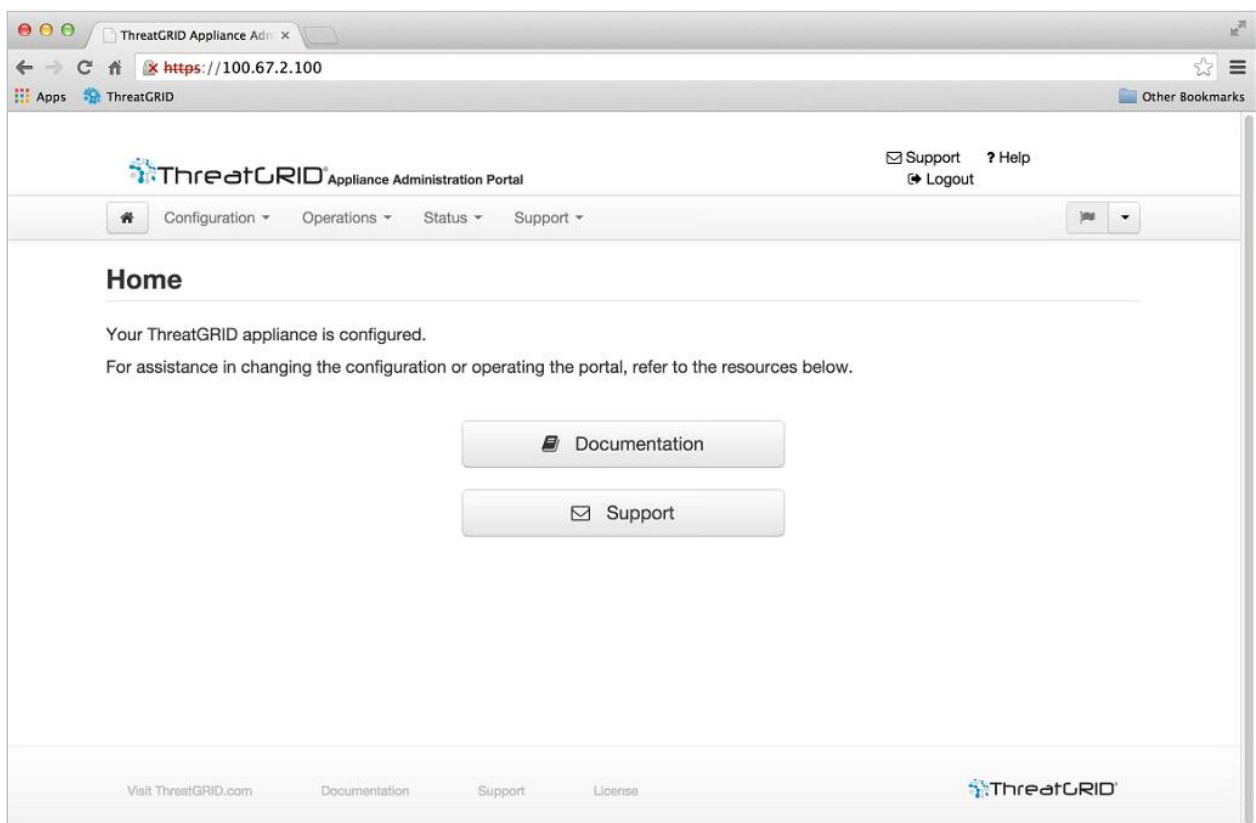 ThreatGRID Appliance Adn
https://100.67.2.100
Apps ThreatGRID Other Bookmarks
ThreatGRID® Appliance Administration Portal
Support ? Help
Logout
Configuration Operations Status Support
Home
Your ThreatGRID appliance is configured.
For assistance in changing the configuration or operating the portal, refer to the resources below.
Documentation
Support
Visit ThreatGRID.com Documentation Support License ThreatGRID®